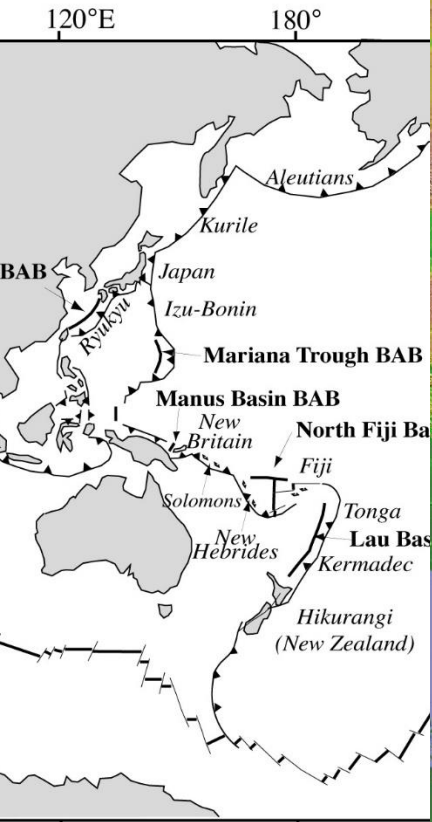 120°E
180°
Aleutians
Kurile
BAB
Japan
Izu-Bonin
Ryukyu
Mariana Trough BAB
Manus Basin BAB
New
Britain
North Fiji Ba
Fiji
Solomons
New
Hebrides
Tonga
Lau Bas
Kermadec
Hikurangi
(New Zealand)